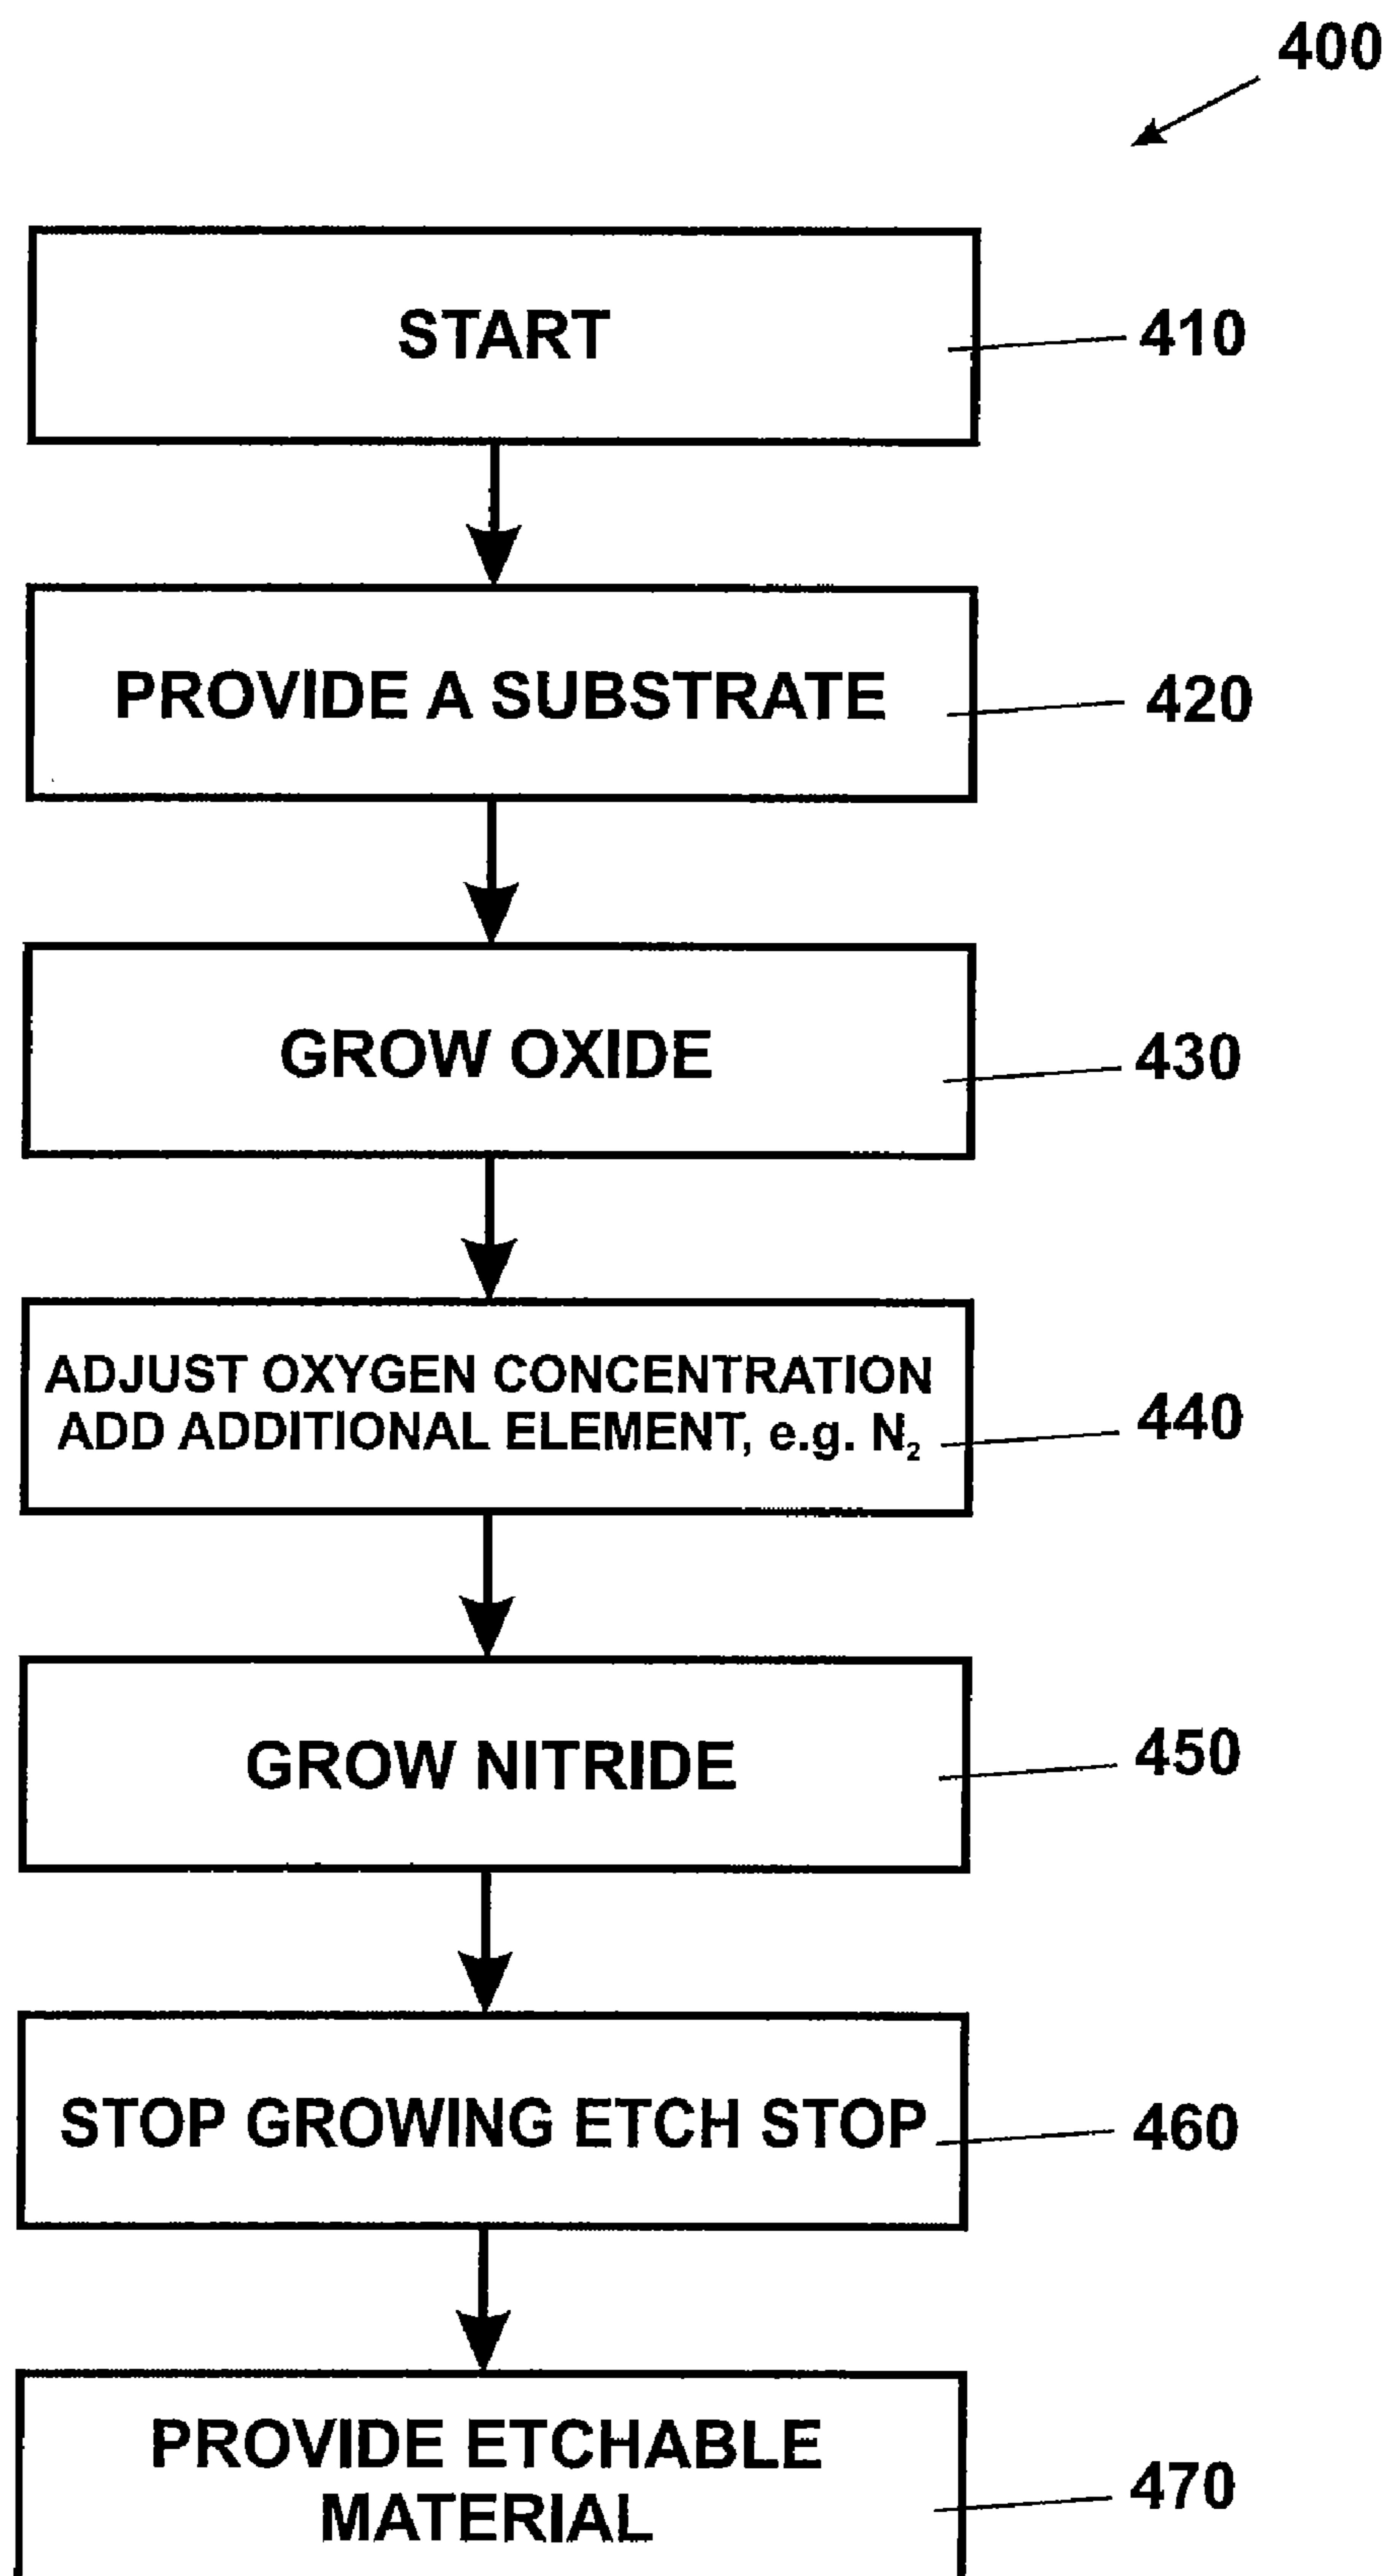 400
START
410
PROVIDE A SUBSTRATE
420
GROW OXIDE
430
ADJUST OXYGEN CONCENTRATION
ADD ADDITIONAL ELEMENT, e.g. N₂
440
GROW NITRIDE
450
STOP GROWING ETCH STOP
460
PROVIDE ETCHABLE
MATERIAL
470